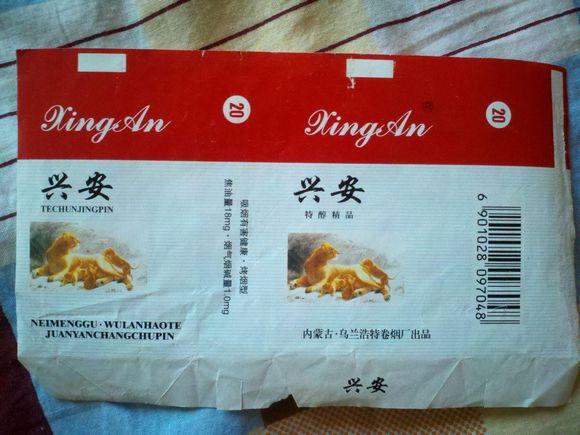 XingAn
20
兴安
TECHUNJINGPIN
NEIMENGGU·WULANHAOTE
JUANYANCHANGCHUPIN
吸烟有害健康·烤烟型
焦油量18mg·烟气烟碱量1.0mg
XingAn®
20
兴安
特醇精品
内蒙古·乌兰浩特卷烟厂出品
6 901028 097048
兴安